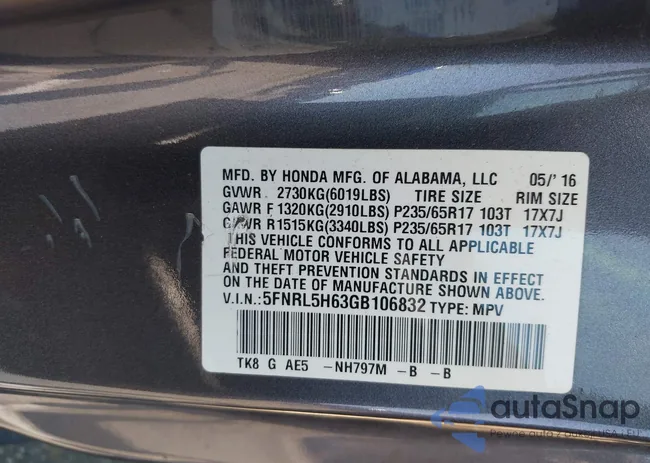 MFD. BY HONDA MFG. OF ALABAMA, LLC 05/' 16
GVWR 2730KG(6019LBS) TIRE SIZE RIM SIZE
GAWR F 1320KG(2910LBS) P235/65R17 103T 17X7J
GAWR R1515KG(3340LBS) P235/65R17 103T 17X7J
THIS VEHICLE CONFORMS TO ALL APPLICABLE
FEDERAL MOTOR VEHICLE SAFETY
AND THEFT PREVENTION STANDARDS IN EFFECT
ON THE DATE OF MANUFACTURE SHOWN ABOVE.
V.I.N.:5FNRL5H63GB106832 TYPE: MPV
TK8 G AE5 -NH797M -B -B
autaSnap
Pewne auto z